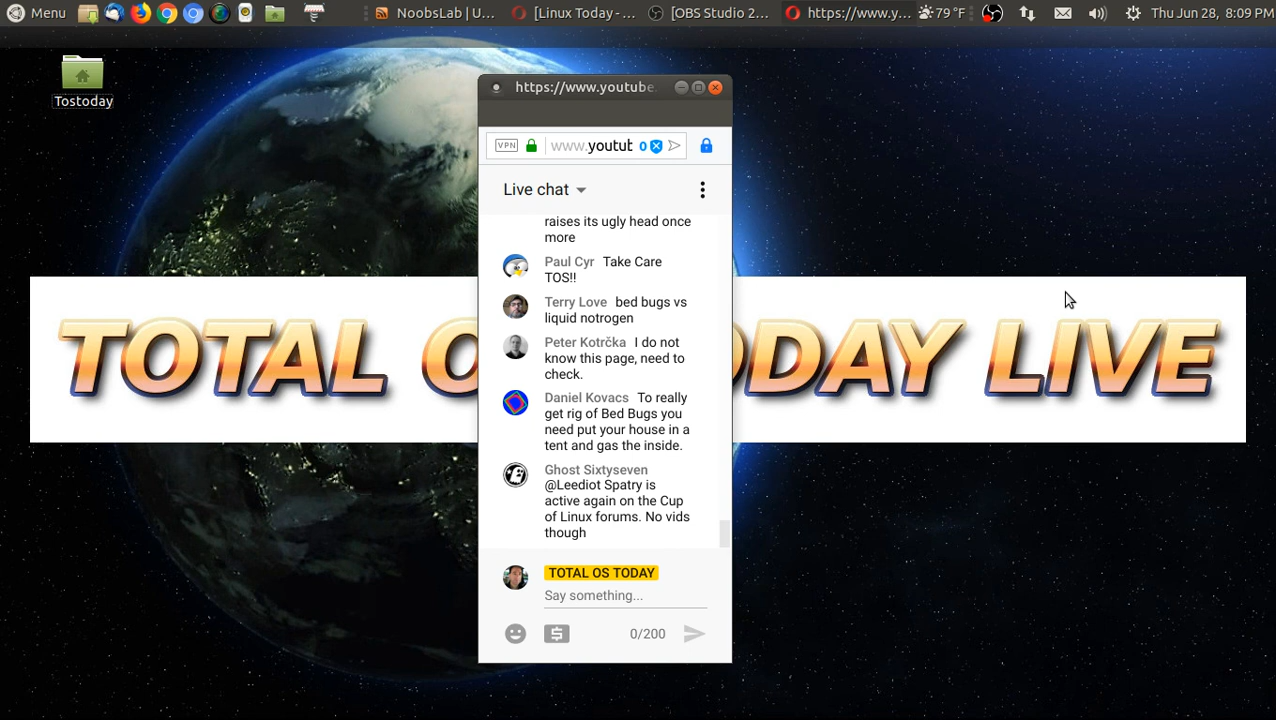 Menu
NoobsLab | U...
[Linux Today - ...
[OBS Studio 2...
https://www.y...
79 °F
Thu Jun 28, 8:09 PM
Tostoday
https://www.youtube.
VPN
www.youtut
0
Live chat
raises its ugly head once
more
Paul Cyr Take Care
TOS!!
Terry Love bed bugs vs
liquid notrogen
Peter Kotrčka I do not
know this page, need to
check.
Daniel Kovacs To really
get rig of Bed Bugs you
need put your house in a
tent and gas the inside.
Ghost Sixtyseven
@Leediot Spatry is
active again on the Cup
of Linux forums. No vids
though
TOTAL O
ODAY LIVE
TOTAL OS TODAY
Say something...
0/200